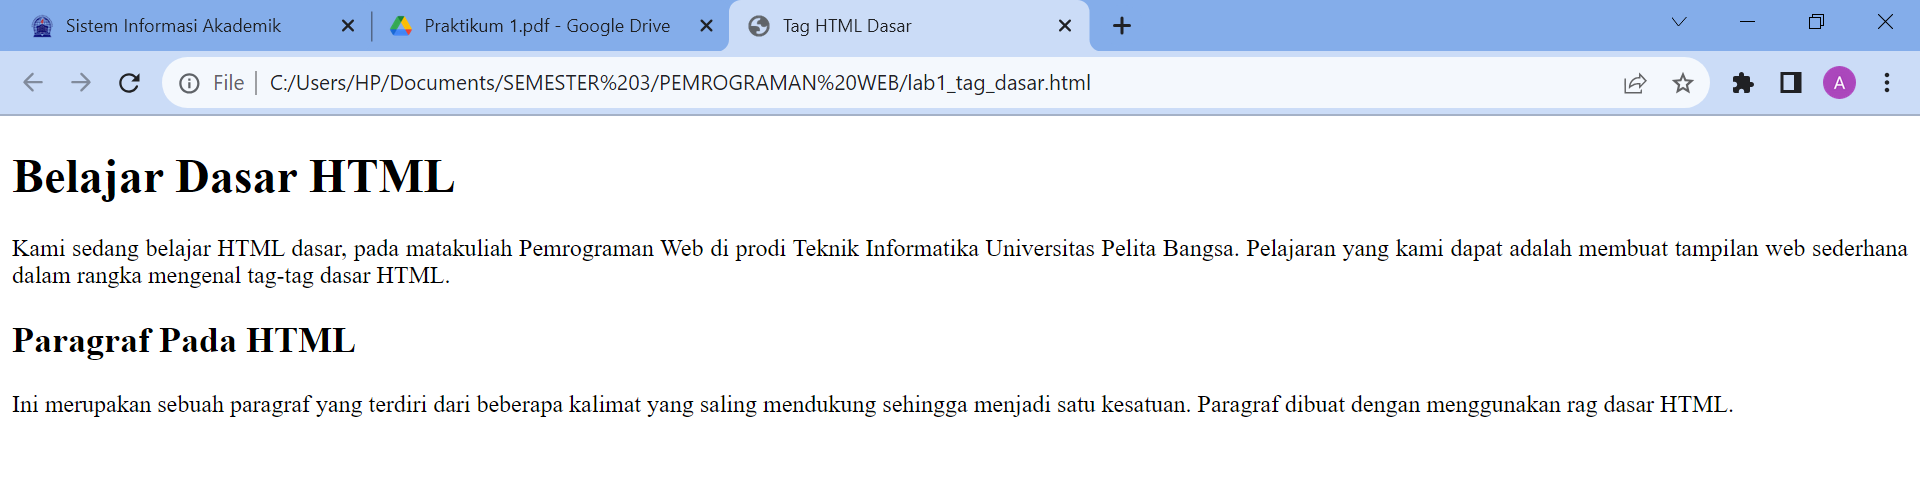 Sistem Informasi Akademik
Praktikum 1.pdf - Google Drive
Tag HTML Dasar
File
C:/Users/HP/Documents/SEMESTER%203/PEMROGRAMAN%20WEB/lab1_tag_dasar.html
A
Belajar Dasar HTML
Kami sedang belajar HTML dasar, pada matakuliah Pemrograman Web di prodi Teknik Informatika Universitas Pelita Bangsa. Pelajaran yang kami dapat adalah membuat tampilan web sederhana
dalam rangka mengenal tag-tag dasar HTML.
Paragraf Pada HTML
Ini merupakan sebuah paragraf yang terdiri dari beberapa kalimat yang saling mendukung sehingga menjadi satu kesatuan. Paragraf dibuat dengan menggunakan rag dasar HTML.